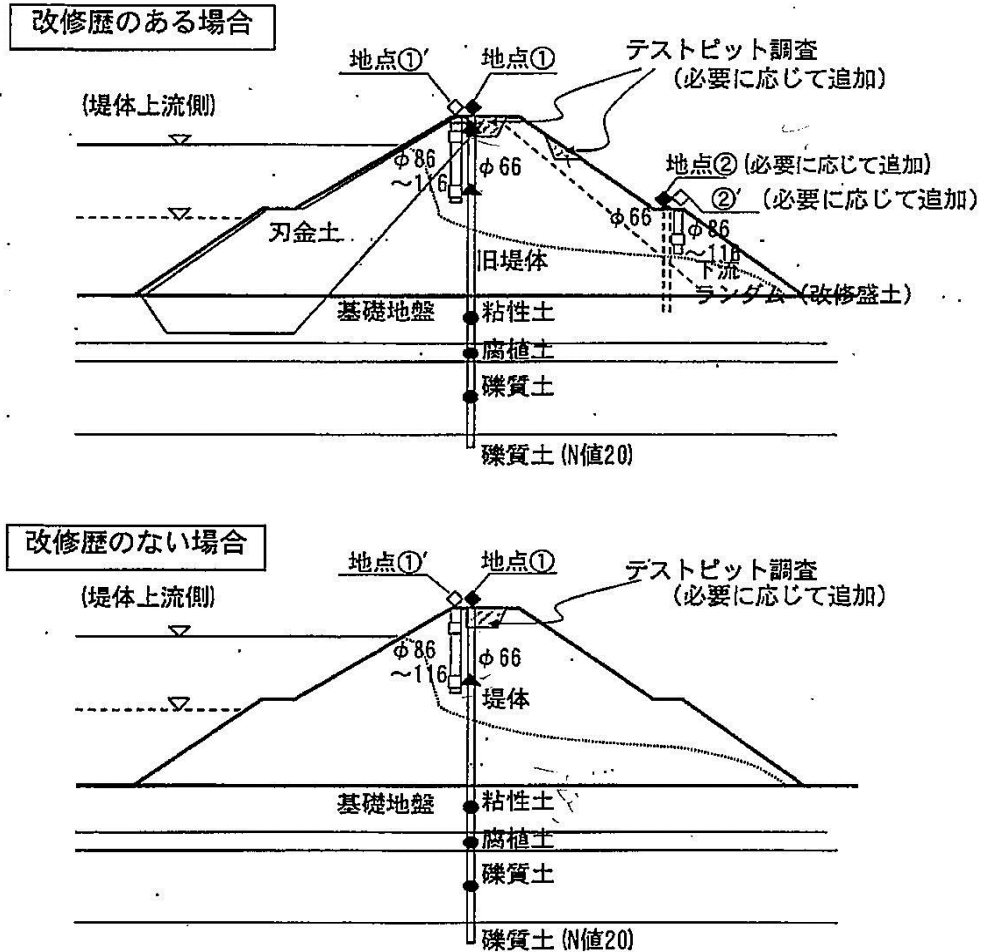 改修歴のある場合
地点①′
地点①
テストピット調査
(必要に応じて追加)
(堤体上流側)
φ86
～116
φ66
地点② (必要に応じて追加)
②′ (必要に応じて追加)
φ66
φ86
～116
刃金土
旧堤体
下流
ランダム (改修盛土)
基礎地盤
粘性土
腐植土
礫質土
礫質土 (N値20)
改修歴のない場合
地点①′
地点①
テストピット調査
(必要に応じて追加)
(堤体上流側)
φ86
～116
φ66
堤体
基礎地盤
粘性土
腐植土
礫質土
礫質土 (N値20)